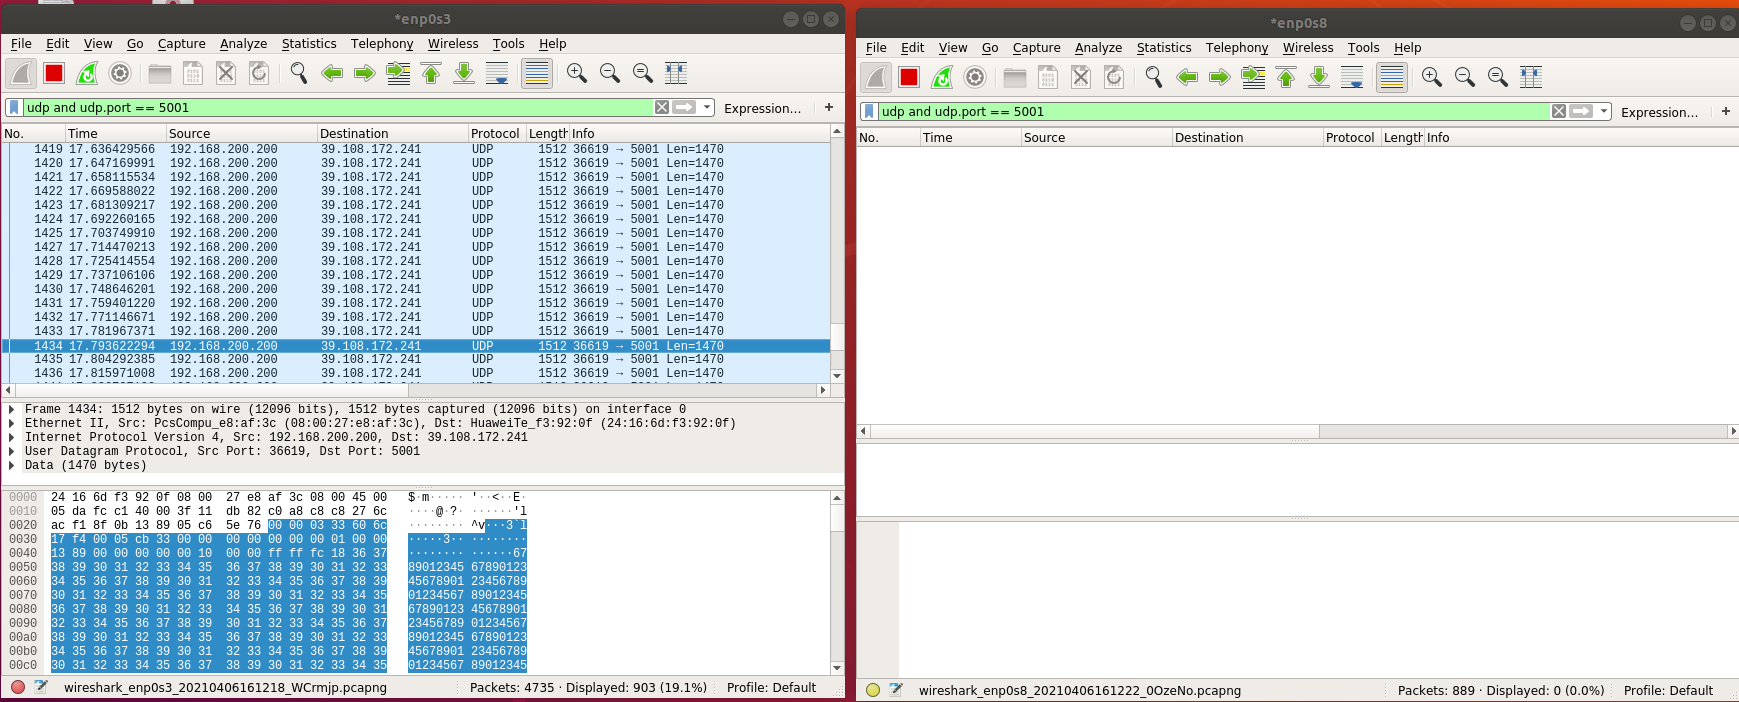 *enp0s3
File Edit View Go Capture Analyze Statistics Telephony Wireless Tools Help
udp and udp.port == 5001
Expression…
+
No. Time Source Destination Protocol Length Info
1419 17.636429566 192.168.200.200 39.108.172.241 UDP 1512 36619 → 5001 Len=1470
1420 17.647169991 192.168.200.200 39.108.172.241 UDP 1512 36619 → 5001 Len=1470
1421 17.658115534 192.168.200.200 39.108.172.241 UDP 1512 36619 → 5001 Len=1470
1422 17.669588022 192.168.200.200 39.108.172.241 UDP 1512 36619 → 5001 Len=1470
1423 17.681309217 192.168.200.200 39.108.172.241 UDP 1512 36619 → 5001 Len=1470
1424 17.692260165 192.168.200.200 39.108.172.241 UDP 1512 36619 → 5001 Len=1470
1425 17.703749910 192.168.200.200 39.108.172.241 UDP 1512 36619 → 5001 Len=1470
1427 17.714470213 192.168.200.200 39.108.172.241 UDP 1512 36619 → 5001 Len=1470
1428 17.725414554 192.168.200.200 39.108.172.241 UDP 1512 36619 → 5001 Len=1470
1429 17.737106106 192.168.200.200 39.108.172.241 UDP 1512 36619 → 5001 Len=1470
1430 17.748646201 192.168.200.200 39.108.172.241 UDP 1512 36619 → 5001 Len=1470
1431 17.759401220 192.168.200.200 39.108.172.241 UDP 1512 36619 → 5001 Len=1470
1432 17.771146671 192.168.200.200 39.108.172.241 UDP 1512 36619 → 5001 Len=1470
1433 17.781967371 192.168.200.200 39.108.172.241 UDP 1512 36619 → 5001 Len=1470
1434 17.793622294 192.168.200.200 39.108.172.241 UDP 1512 36619 → 5001 Len=1470
1435 17.804292385 192.168.200.200 39.108.172.241 UDP 1512 36619 → 5001 Len=1470
1436 17.815971008 192.168.200.200 39.108.172.241 UDP 1512 36619 → 5001 Len=1470
Frame 1434: 1512 bytes on wire (12096 bits), 1512 bytes captured (12096 bits) on interface 0
Ethernet II, Src: PcsCompu_e8:af:3c (08:00:27:e8:af:3c), Dst: HuaweiTe_f3:92:0f (24:16:6d:f3:92:0f)
Internet Protocol Version 4, Src: 192.168.200.200, Dst: 39.108.172.241
User Datagram Protocol, Src Port: 36619, Dst Port: 5001
Data (1470 bytes)
0000 24 16 6d f3 92 0f 08 00 27 e8 af 3c 08 00 45 00 $·m····· '··<··E·
0010 05 da fc c1 40 00 3f 11 db 82 c0 a8 c8 c8 27 6c ····@·?· ······'l
0020 ac f1 8f 0b 13 89 05 c6 5e 76 00 00 03 33 60 6c ········ ^v···3`l
0030 17 f4 00 05 cb 33 00 00 00 00 00 00 00 01 00 00 ·····3·· ········
0040 13 89 00 00 00 00 00 10 00 00 ff ff fc 18 36 37 ········ ······67
0050 38 39 30 31 32 33 34 35 36 37 38 39 30 31 32 33 89012345 67890123
0060 34 35 36 37 38 39 30 31 32 33 34 35 36 37 38 39 45678901 23456789
0070 30 31 32 33 34 35 36 37 38 39 30 31 32 33 34 35 01234567 89012345
0080 36 37 38 39 30 31 32 33 34 35 36 37 38 39 30 31 67890123 45678901
0090 32 33 34 35 36 37 38 39 30 31 32 33 34 35 36 37 23456789 01234567
00a0 38 39 30 31 32 33 34 35 36 37 38 39 30 31 32 33 89012345 67890123
00b0 34 35 36 37 38 39 30 31 32 33 34 35 36 37 38 39 45678901 23456789
00c0 30 31 32 33 34 35 36 37 38 39 30 31 32 33 34 35 01234567 89012345
wireshark_enp0s3_20210406161218_WCrmjp.pcapng
Packets: 4735 · Displayed: 903 (19.1%)
Profile: Default
*enp0s8
File Edit View Go Capture Analyze Statistics Telephony Wireless Tools Help
udp and udp.port == 5001
Expression…
+
No. Time Source Destination Protocol Length Info
wireshark_enp0s8_20210406161222_0OzeNo.pcapng
Packets: 889 · Displayed: 0 (0.0%)
Profile: Default